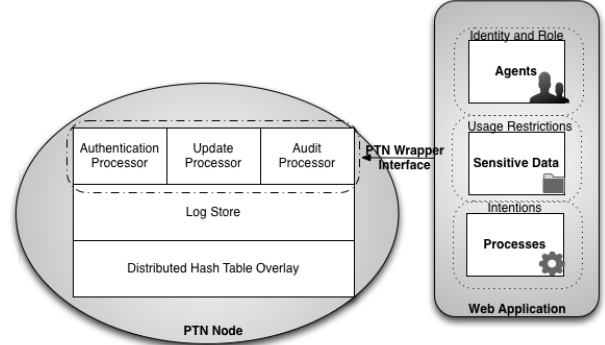 Authentication
Processor
Update
Processor
Audit
Processor
Log Store
Distributed Hash Table Overlay
PTN Node
PTN Wrapper
Interface
Identity and Role
Agents
Usage Restrictions
Sensitive Data
Intentions
Processes
Web Application